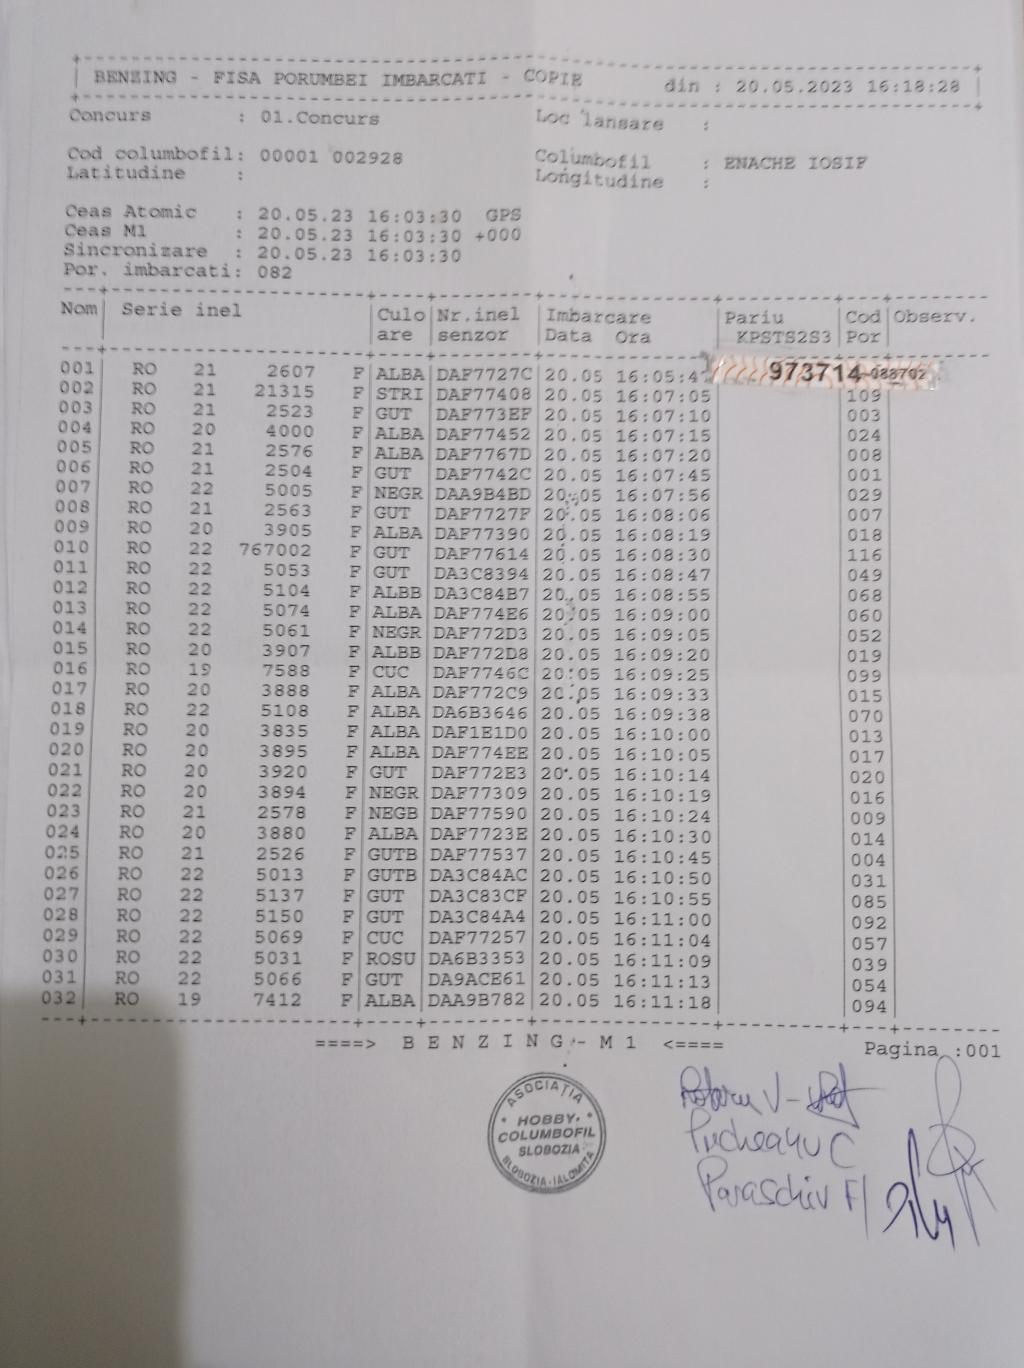 BENZING - FISA PORUMBEI IMBARCATI - COPIE din : 20.05.2023 16:18:28
Concurs : 01.Concurs Loc lansare :
Cod columbofil: 00001 002928 Columbofil : ENACHE IOSIF
Latitudine : Longitudine :
Ceas Atomic : 20.05.23 16:03:30 GPS
Ceas M1 : 20.05.23 16:03:30 +000
Sincronizare : 20.05.23 16:03:30
Por. imbarcati: 082
Nom Serie inel Culo Nr.inel Imbarcare Pariu Cod Observ.
are senzor Data Ora KPSTS2S3 Por
001 RO 21 2607 F ALBA DAF7727C 20.05 16:05:4 973714-088702
002 RO 21 21315 F STRI DAF77408 20.05 16:07:05 109
003 RO 21 2523 F GUT DAF773EF 20.05 16:07:10 003
004 RO 20 4000 F ALBA DAF77452 20.05 16:07:15 024
005 RO 21 2576 F ALBA DAF7767D 20.05 16:07:20 008
006 RO 21 2504 F GUT DAF7742C 20.05 16:07:45 001
007 RO 22 5005 F NEGR DAA9B4BD 20.05 16:07:56 029
008 RO 21 2563 F GUT DAF7727F 20.05 16:08:06 007
009 RO 20 3905 F ALBA DAF77390 20.05 16:08:19 018
010 RO 22 767002 F GUT DAF77614 20.05 16:08:30 116
011 RO 22 5053 F GUT DA3C8394 20.05 16:08:47 049
012 RO 22 5104 F ALBB DA3C84B7 20.05 16:08:55 068
013 RO 22 5074 F ALBA DAF774E6 20.05 16:09:00 060
014 RO 22 5061 F NEGR DAF772D3 20.05 16:09:05 052
015 RO 20 3907 F ALBB DAF772D8 20.05 16:09:20 019
016 RO 19 7588 F CUC DAF7746C 20.05 16:09:25 099
017 RO 20 3888 F ALBA DAF772C9 20.05 16:09:33 015
018 RO 22 5108 F ALBA DA6B3646 20.05 16:09:38 070
019 RO 20 3835 F ALBA DAF1E1D0 20.05 16:10:00 013
020 RO 20 3895 F ALBA DAF774EE 20.05 16:10:05 017
021 RO 20 3920 F GUT DAF772E3 20.05 16:10:14 020
022 RO 20 3894 F NEGR DAF77309 20.05 16:10:19 016
023 RO 21 2578 F NEGB DAF77590 20.05 16:10:24 009
024 RO 20 3880 F ALBA DAF7723E 20.05 16:10:30 014
025 RO 21 2526 F GUTB DAF77537 20.05 16:10:45 004
026 RO 22 5013 F GUTB DA3C84AC 20.05 16:10:50 031
027 RO 22 5137 F GUT DA3C83CF 20.05 16:10:55 085
028 RO 22 5150 F GUT DA3C84A4 20.05 16:11:00 092
029 RO 22 5069 F CUC DAF77257 20.05 16:11:04 057
030 RO 22 5031 F ROSU DA6B3353 20.05 16:11:09 039
031 RO 22 5066 F GUT DA9ACE61 20.05 16:11:13 054
032 RO 19 7412 F ALBA DAA9B782 20.05 16:11:18 094
====> B E N Z I N G - M 1 <==== Pagina :001
ASOCIAȚIA
HOBBY
COLUMBOFIL
SLOBOZIA
SLOBOZIA-IALOMITA
V
C
Paraschiv F